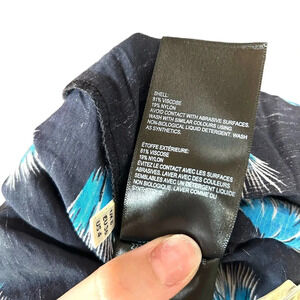 SHELL:
81% VISCOSE
19% NYLON
AVOID CONTACT WITH ABRASIVE SURFACES.
WASH WITH SIMILAR COLOURS USING
NON-BIOLOGICAL LIQUID DETERGENT. WASH
AS SYNTHETICS.
ÉTOFFE EXTÉRIEURE:
81% VISCOSE
19% NYLON
ÉVITEZ LE CONTACT AVEC LES SURFACES
ABRASIVES. LAVER AVEC DES COULEURS
SEMBLABLES AVEC UN DÉTERGENT LIQUIDE
NON BIOLOGIQUE. LAVER COMME DU
SYNTHÉTIQUE.